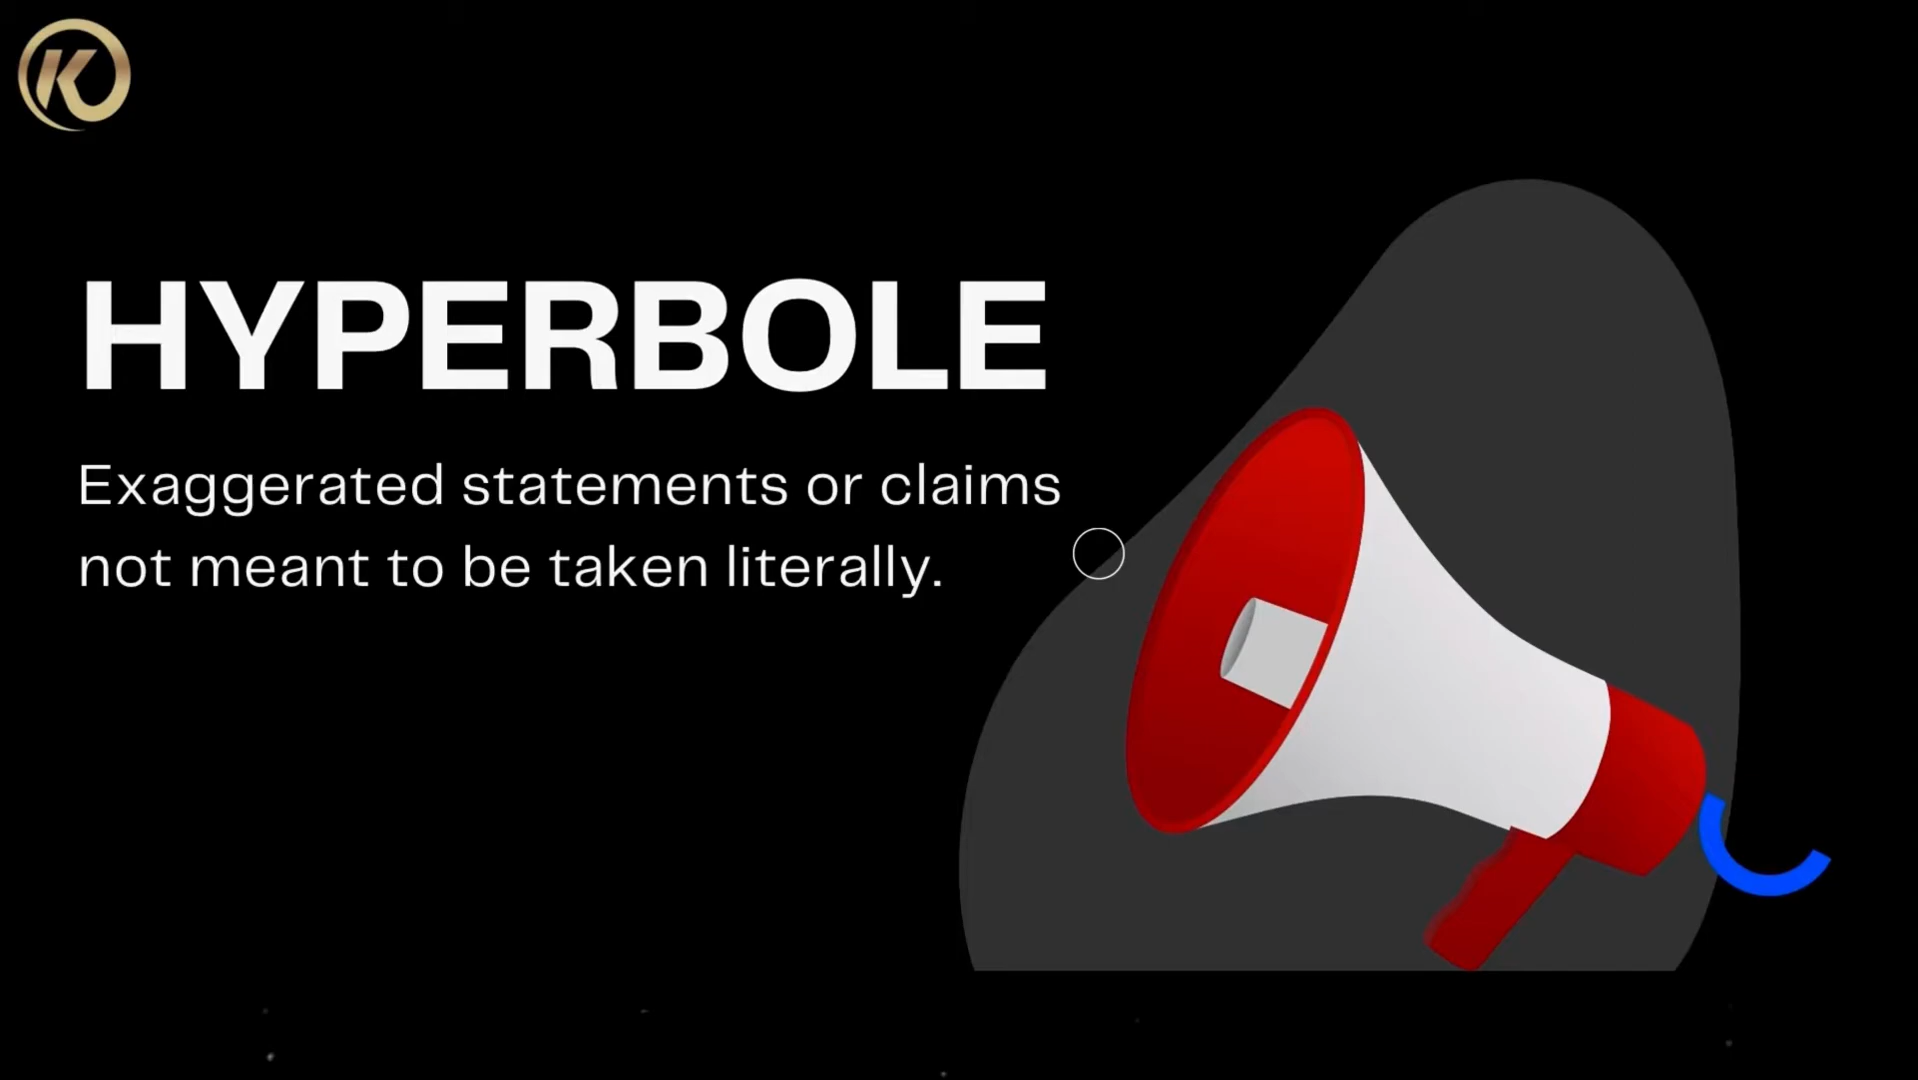 K
HYPERBOLE
Exaggerated statements or claims
not meant to be taken literally.